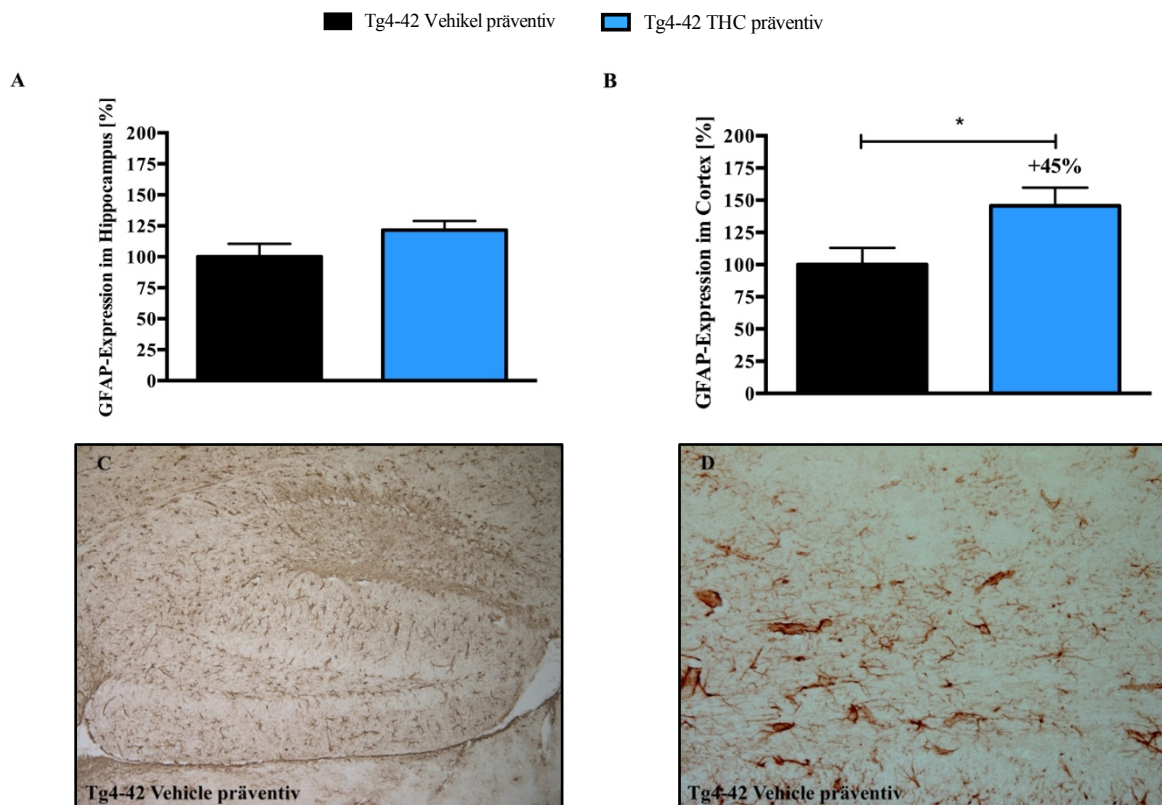 Tg4-42 Vehikel präventiv
Tg4-42 THC präventiv
A
GFAP-Expression im Hippocampus [%]
200
175
150
125
100
75
50
25
0
B
GFAP-Expression im Cortex [%]
200
175
150
125
100
75
50
25
0
*
+45%
C
Tg4-42 Vehicle präventiv
D
Tg4-42 Vehicle präventiv